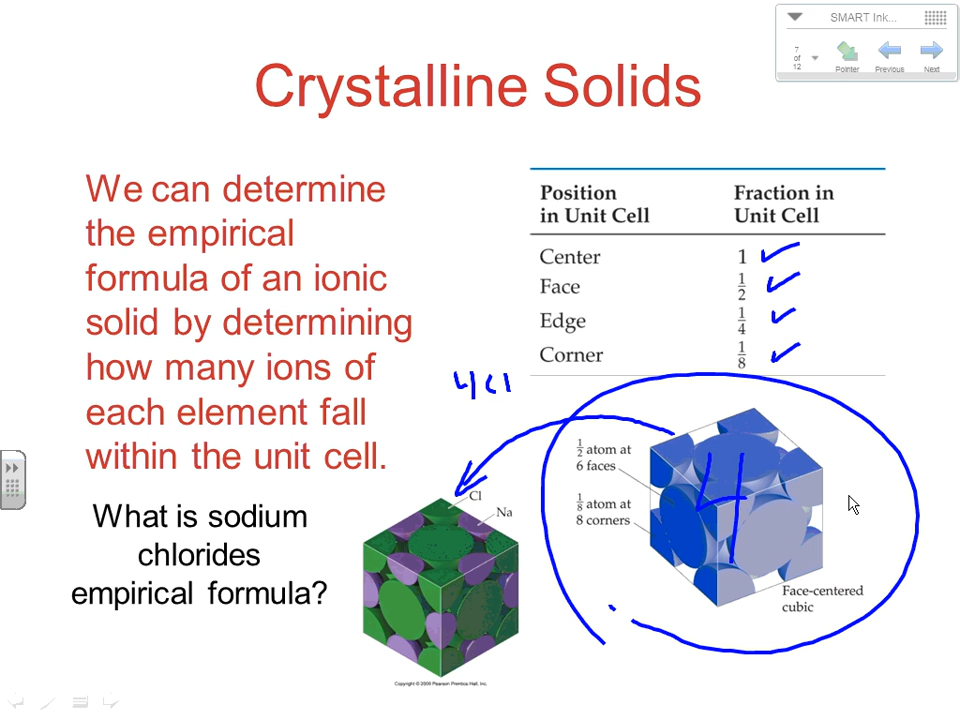 SMART Ink...
7
of
12
Pointer
Previous
Next
Crystalline Solids
We can determine
the empirical
formula of an ionic
solid by determining
how many ions of
each element fall
within the unit cell.
What is sodium
chlorides
empirical formula?
Position
in Unit Cell
Fraction in
Unit Cell
Center 1
Face 1/2
Edge 1/4
Corner 1/8
4 Cl
1/2 atom at
6 faces
1/8 atom at
8 corners
4
Face-centered
cubic
Cl
Na
Copyright © 2009 Pearson Prentice Hall, Inc.